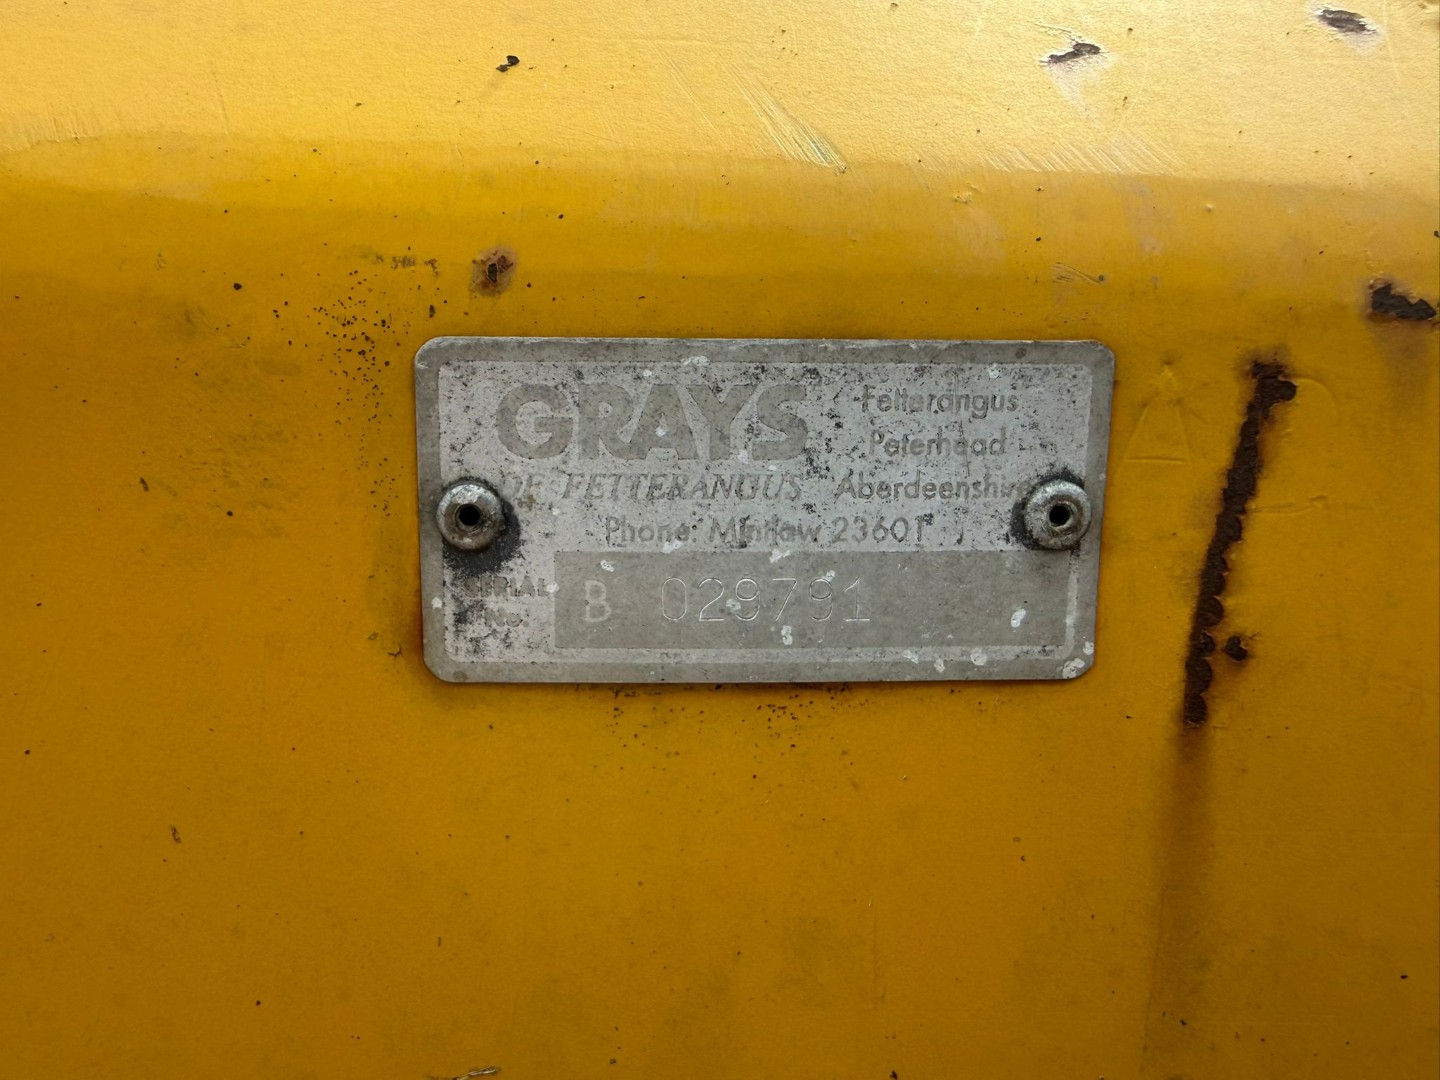 GRAYS
OF FETTERANGUS
Fetterangus
Peterhead
Aberdeenshire
Phone: Mintlaw 23601
SERIAL No. B 029791